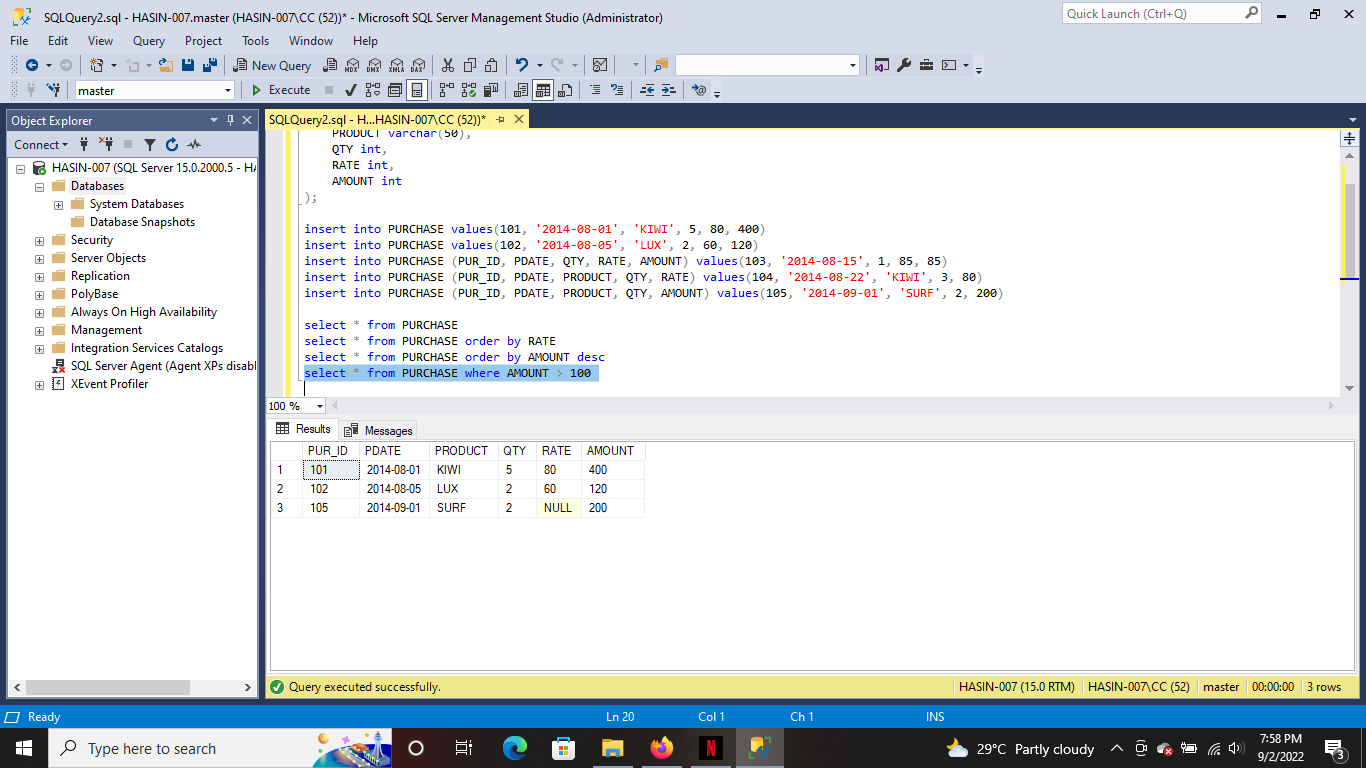 SQLQuery2.sql - HASIN-007.master (HASIN-007\CC (52))* - Microsoft SQL Server Management Studio (Administrator)
Quick Launch (Ctrl+Q)
File Edit View Query Project Tools Window Help
New Query MDX DMX XMLA DAX
master Execute
Object Explorer
SQLQuery2.sql - H...HASIN-007\CC (52))*
Connect
HASIN-007 (SQL Server 15.0.2000.5 - HA
Databases
System Databases
Database Snapshots
Security
Server Objects
Replication
PolyBase
Always On High Availability
Management
Integration Services Catalogs
SQL Server Agent (Agent XPs disabl
XEvent Profiler
PRODUCT varchar(50),
QTY int,
RATE int,
AMOUNT int
);
insert into PURCHASE values(101, '2014-08-01', 'KIWI', 5, 80, 400)
insert into PURCHASE values(102, '2014-08-05', 'LUX', 2, 60, 120)
insert into PURCHASE (PUR_ID, PDATE, QTY, RATE, AMOUNT) values(103, '2014-08-15', 1, 85, 85)
insert into PURCHASE (PUR_ID, PDATE, PRODUCT, QTY, RATE) values(104, '2014-08-22', 'KIWI', 3, 80)
insert into PURCHASE (PUR_ID, PDATE, PRODUCT, QTY, AMOUNT) values(105, '2014-09-01', 'SURF', 2, 200)
select * from PURCHASE
select * from PURCHASE order by RATE
select * from PURCHASE order by AMOUNT desc
select * from PURCHASE where AMOUNT > 100
100 %
Results Messages
PUR_ID PDATE PRODUCT QTY RATE AMOUNT
1 101 2014-08-01 KIWI 5 80 400
2 102 2014-08-05 LUX 2 60 120
3 105 2014-09-01 SURF 2 NULL 200
Query executed successfully. HASIN-007 (15.0 RTM) HASIN-007\CC (52) master 00:00:00 3 rows
Ready Ln 20 Col 1 Ch 1 INS
Type here to search N 29°C Partly cloudy 7:58 PM
9/2/2022 3